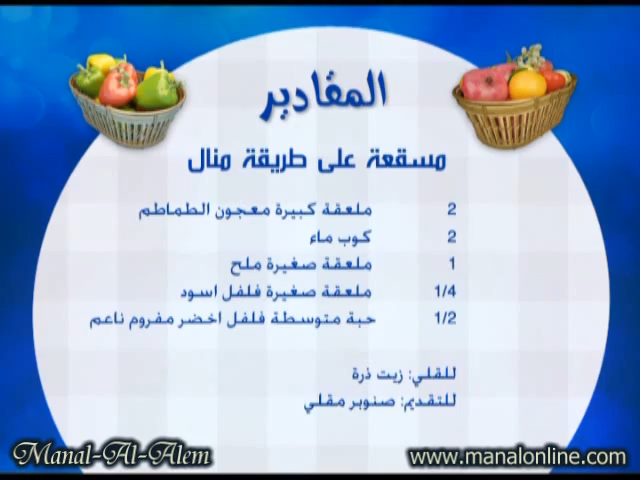 المقادير
مسقعة على طريقة منال
2 ملعقة كبيرة معجون الطماطم
2 كوب ماء
1 ملعقة صغيرة ملح
1/4 ملعقة صغيرة فلفل اسود
1/2 حبة متوسطة فلفل اخضر مفروم ناعم
للقلي: زيت ذرة
للتقديم: صنوبر مقلي
Manal-Al-Alem
www.manalonline.com